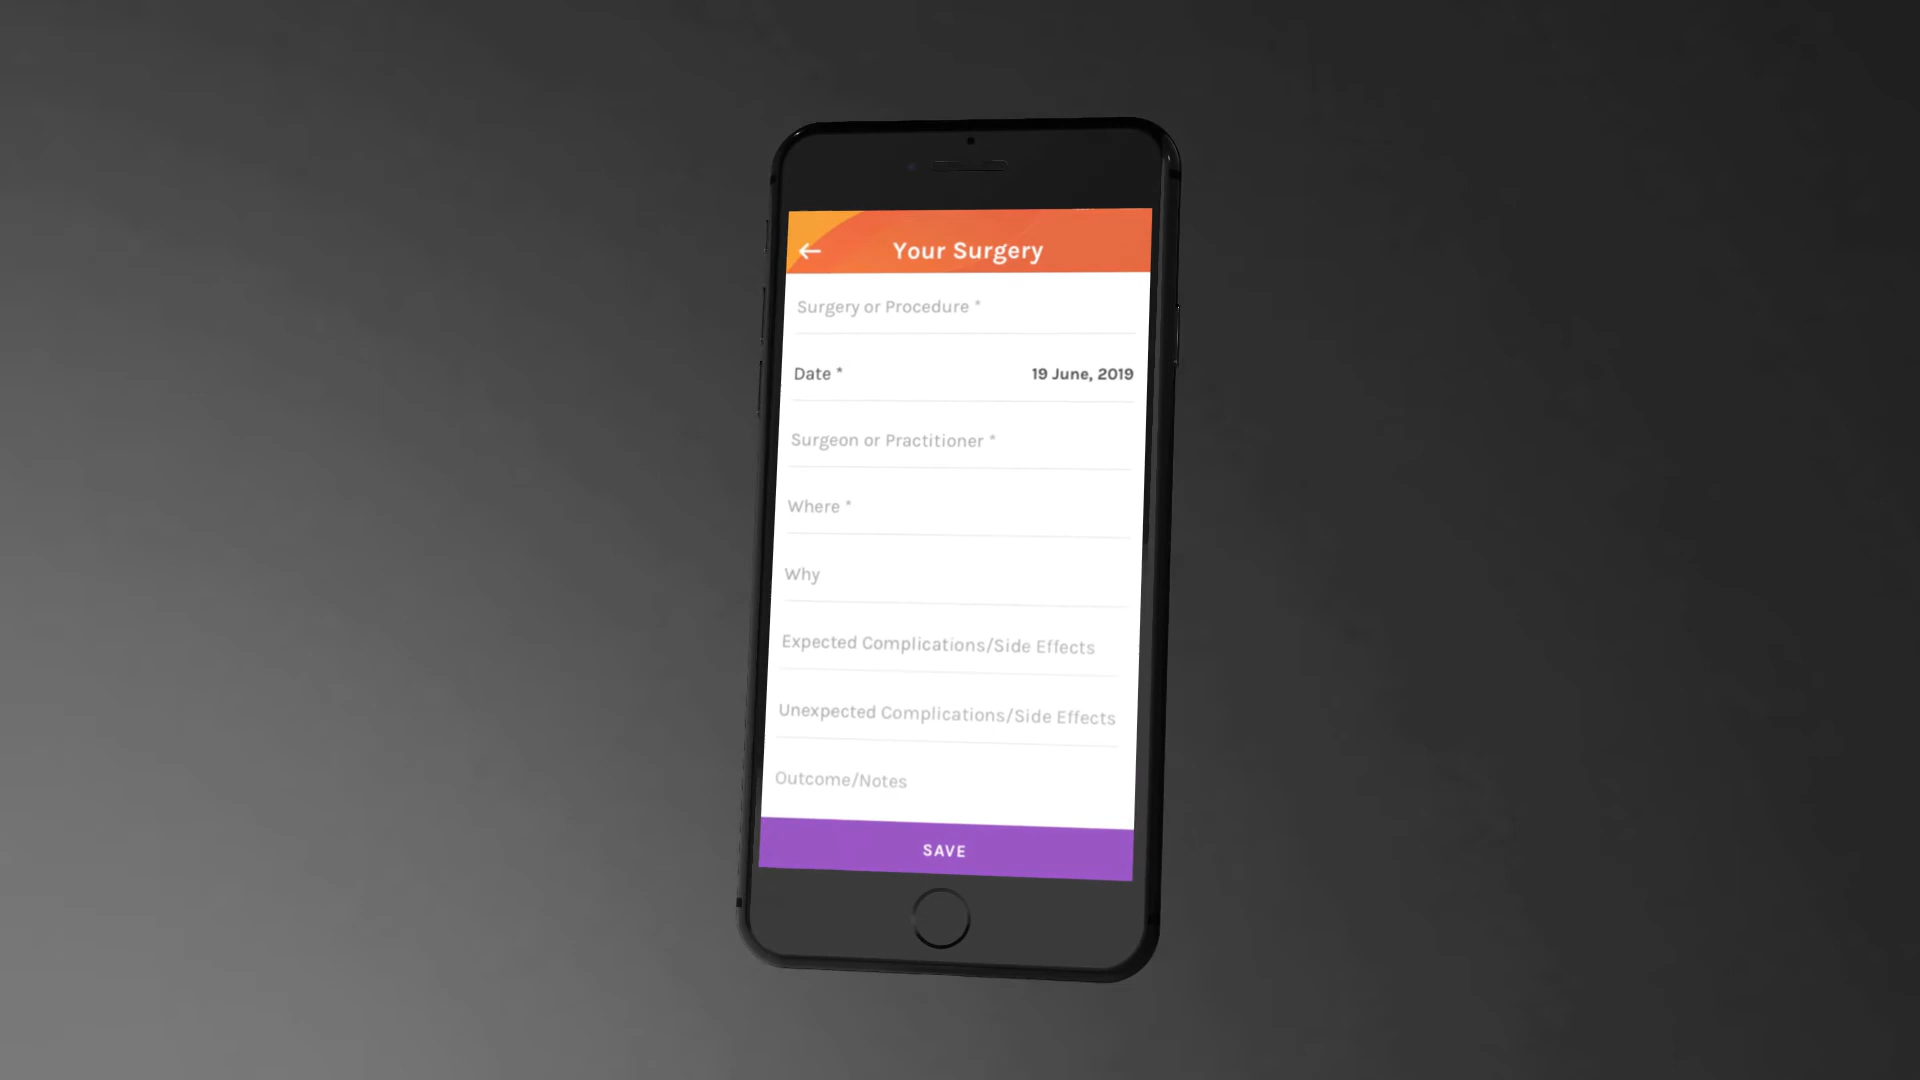 Your Surgery
Surgery or Procedure *
Date * 19 June, 2019
Surgeon or Practitioner *
Where *
Why
Expected Complications/Side Effects
Unexpected Complications/Side Effects
Outcome/Notes
SAVE